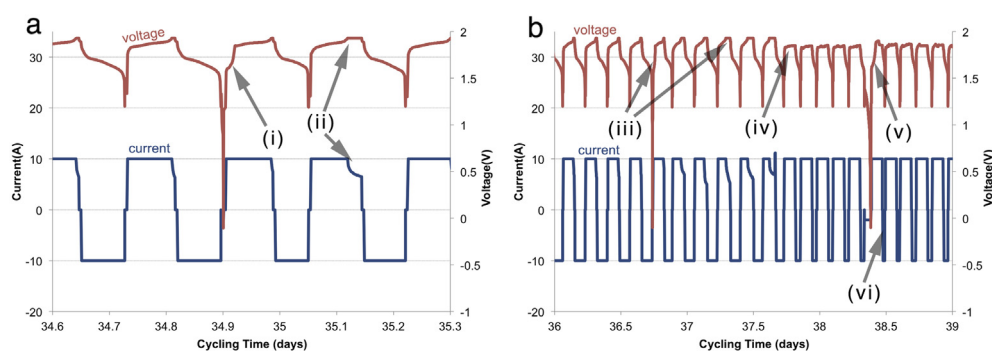 a
voltage
30
20
10
0
-10
-20
Current(A)
2
1.5
1
0.5
0
-0.5
-1
Voltage(V)
(i)
(ii)
current
34.6 34.7 34.8 34.9 35 35.1 35.2 35.3
Cycling Time (days)
b
voltage
30
20
10
0
-10
-20
Current(A)
2
1.5
1
0.5
0
-0.5
-1
Voltage(V)
(iii)
(iv)
(v)
current
(vi)
36 36.5 37 37.5 38 38.5 39
Cycling Time (days)